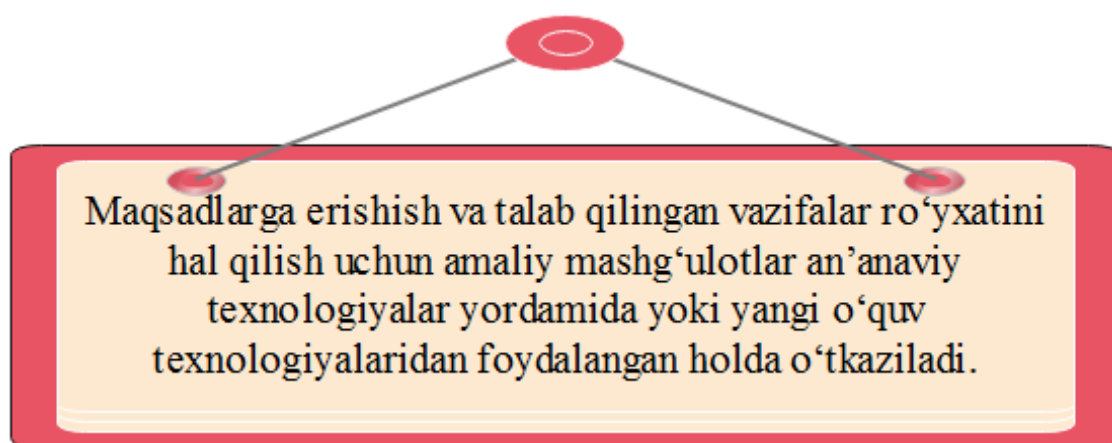 Maqsadlarga erishish va talab qilingan vazifalar ro‘yxatini
hal qilish uchun amaliy mashg‘ulotlar an’anaviy
texnologiyalar yordamida yoki yangi o‘quv
texnologiyalaridan foydalangan holda o‘tkaziladi.